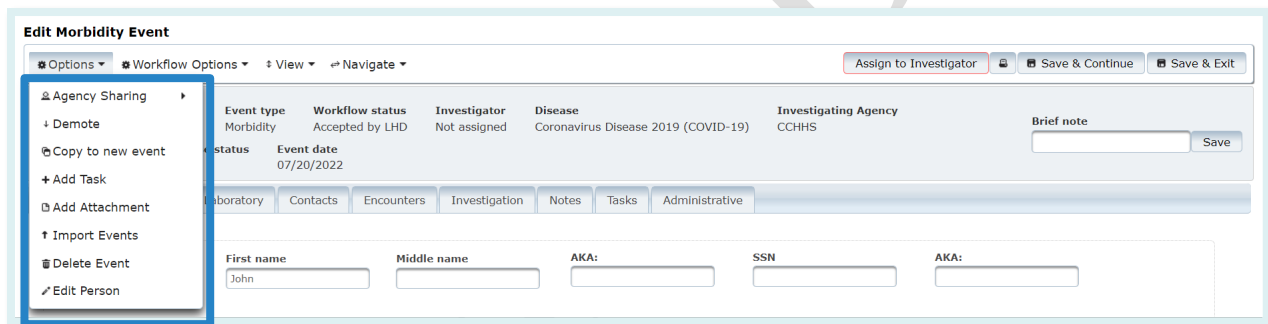 Edit Morbidity Event
Options Workflow Options View Navigate Assign to Investigator Save & Continue Save & Exit
Agency Sharing
Demote
Copy to new event
Add Task
Add Attachment
Import Events
Delete Event
Edit Person
Event type Workflow status Investigator Disease Investigating Agency Brief note
Morbidity Accepted by LHD Not assigned Coronavirus Disease 2019 (COVID-19) CCHHS
Save
status Event date
07/20/2022
Laboratory Contacts Encounters Investigation Notes Tasks Administrative
First name Middle name AKA: SSN AKA:
John